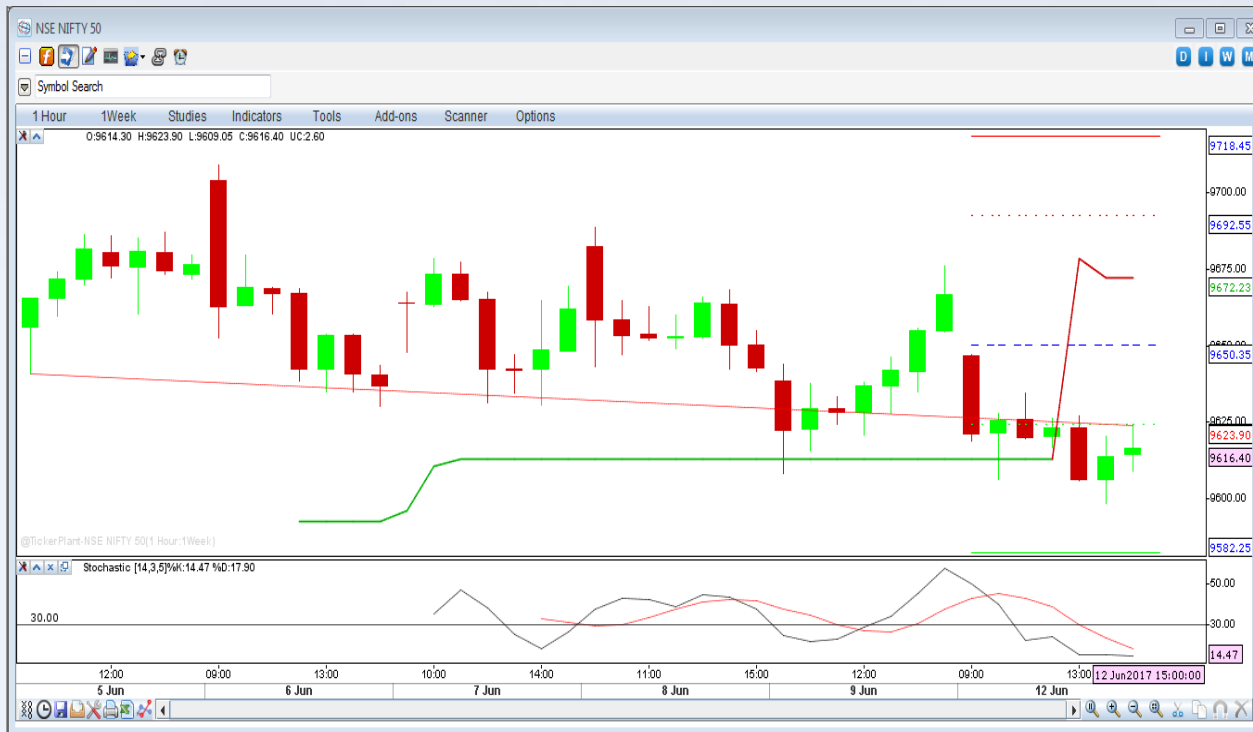 NSE NIFTY 50
D I W M
Symbol Search
1 Hour 1Week Studies Indicators Tools Add-ons Scanner Options
O:9614.30 H:9623.90 L:9609.05 C:9616.40 UC:2.60
9718.45
9700.00
9692.55
9675.00
9672.23
9650.00
9650.35
9625.00
9623.90
9616.40
9600.00
@TickerPlant-NSE NIFTY 50(1 Hour:1Week)
9582.25
Stochastic [14,3,5]%K:14.47 %D:17.90
50.00
30.00 30.00
14.47
12:00 09:00 13:00 10:00 14:00 11:00 15:00 12:00 09:00 13:00 12 Jun2017 15:00:00
5 Jun 6 Jun 7 Jun 8 Jun 9 Jun 12 Jun